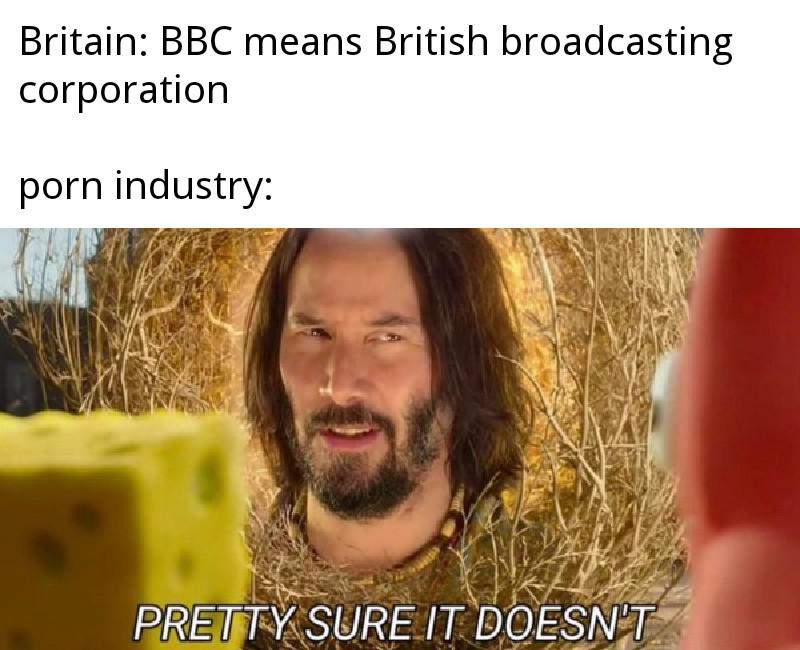 Britain: BBC means British broadcasting
corporation
porn industry:
PRETTY SURE IT DOESN'T